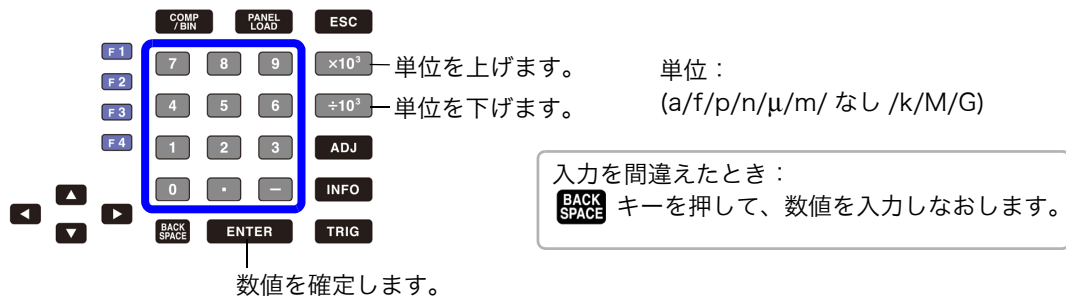 COMP
/ BIN
PANEL
LOAD
ESC
F 1
F 2
F 3
F 4
7 8 9 ×10³ 単位を上げます。
4 5 6 ÷10³ 単位を下げます。
1 2 3 ADJ
0 . − INFO
BACK
SPACE
ENTER
TRIG
数値を確定します。
単位：
(a/f/p/n/μ/m/ なし /k/M/G)
入力を間違えたとき：
BACK
SPACE キーを押して、数値を入力しなおします。